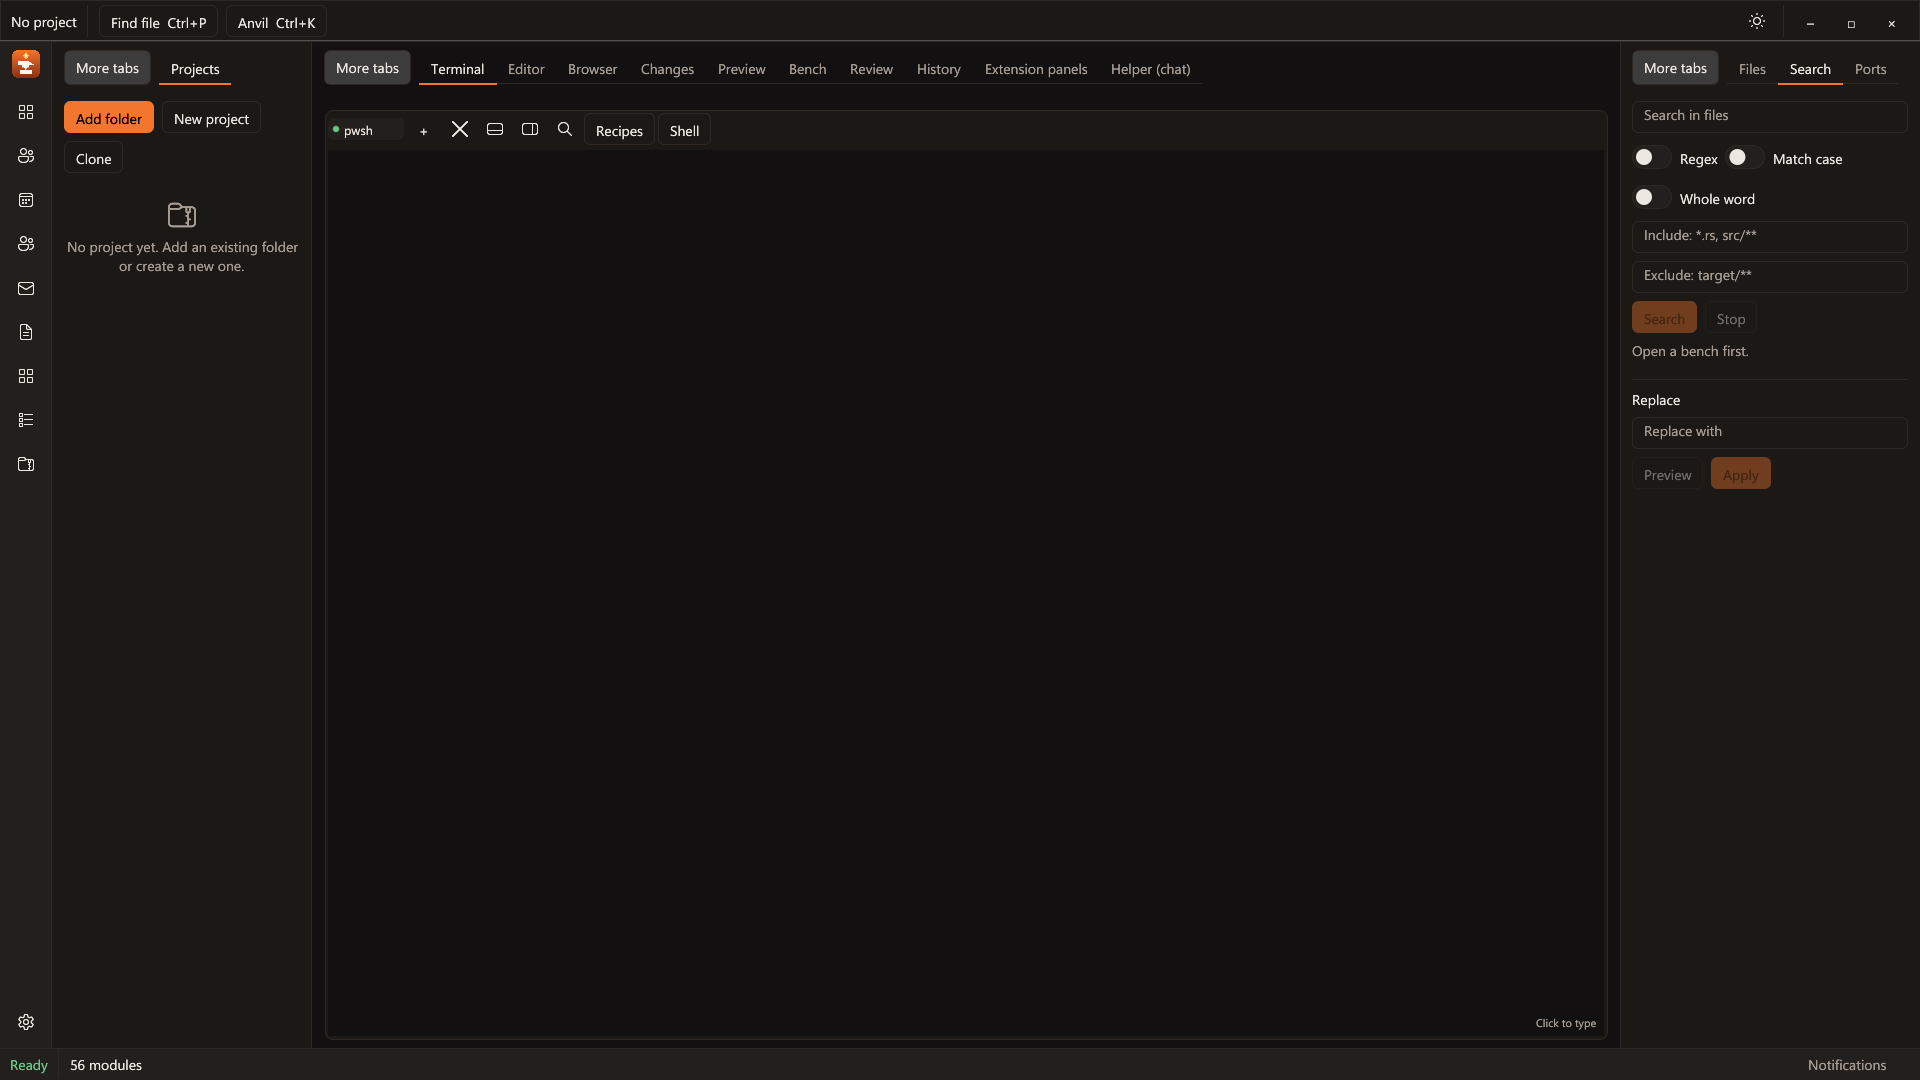 No project
Find file Ctrl+P
Anvil Ctrl+K
More tabs
Projects
Add folder
New project
Clone
No project yet. Add an existing folder
or create a new one.
More tabs
Terminal
Editor
Browser
Changes
Preview
Bench
Review
History
Extension panels
Helper (chat)
pwsh
+
Recipes
Shell
Click to type
More tabs
Files
Search
Ports
Search in files
Regex
Match case
Whole word
Include: *.rs, src/**
Exclude: target/**
Search
Stop
Open a bench first.
Replace
Replace with
Preview
Apply
Ready
56 modules
Notifications